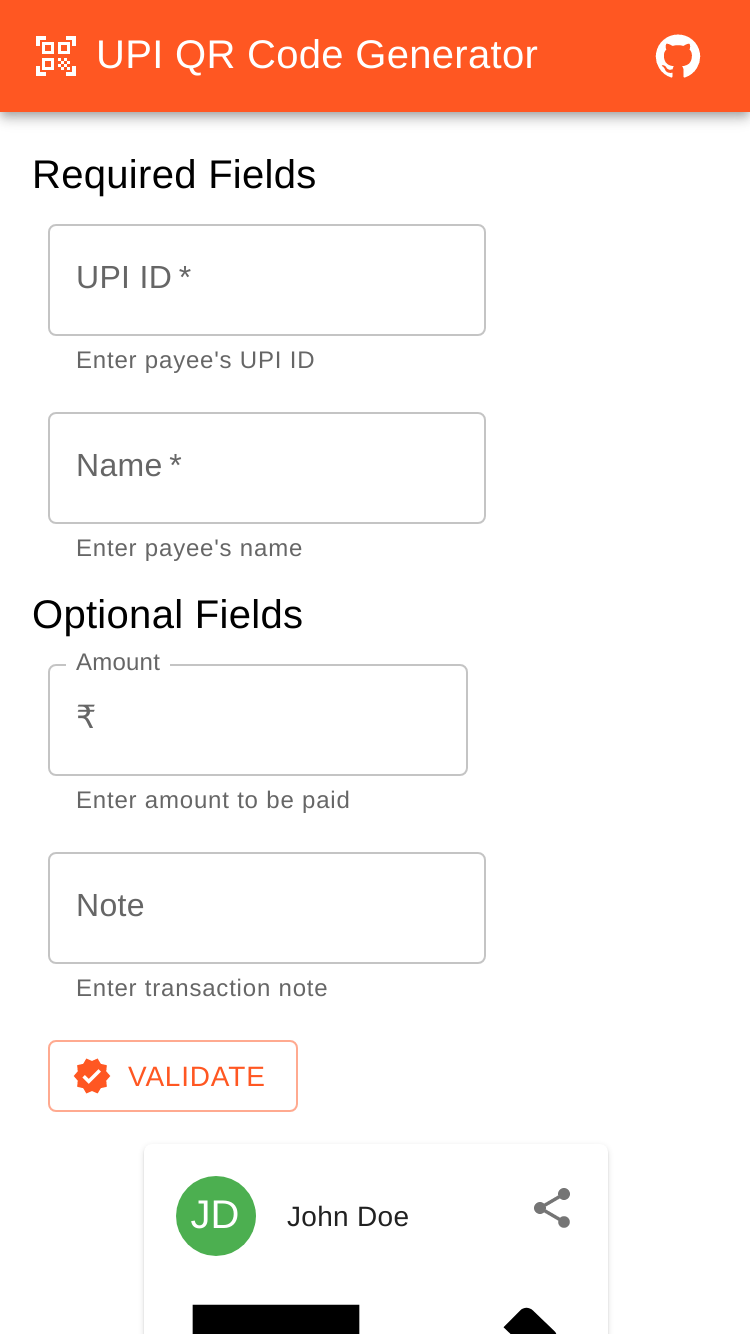 UPI QR Code Generator
Required Fields
UPI ID *
Enter payee's UPI ID
Name *
Enter payee's name
Optional Fields
Amount
₹
Enter amount to be paid
Note
Enter transaction note
VALIDATE
JD
John Doe